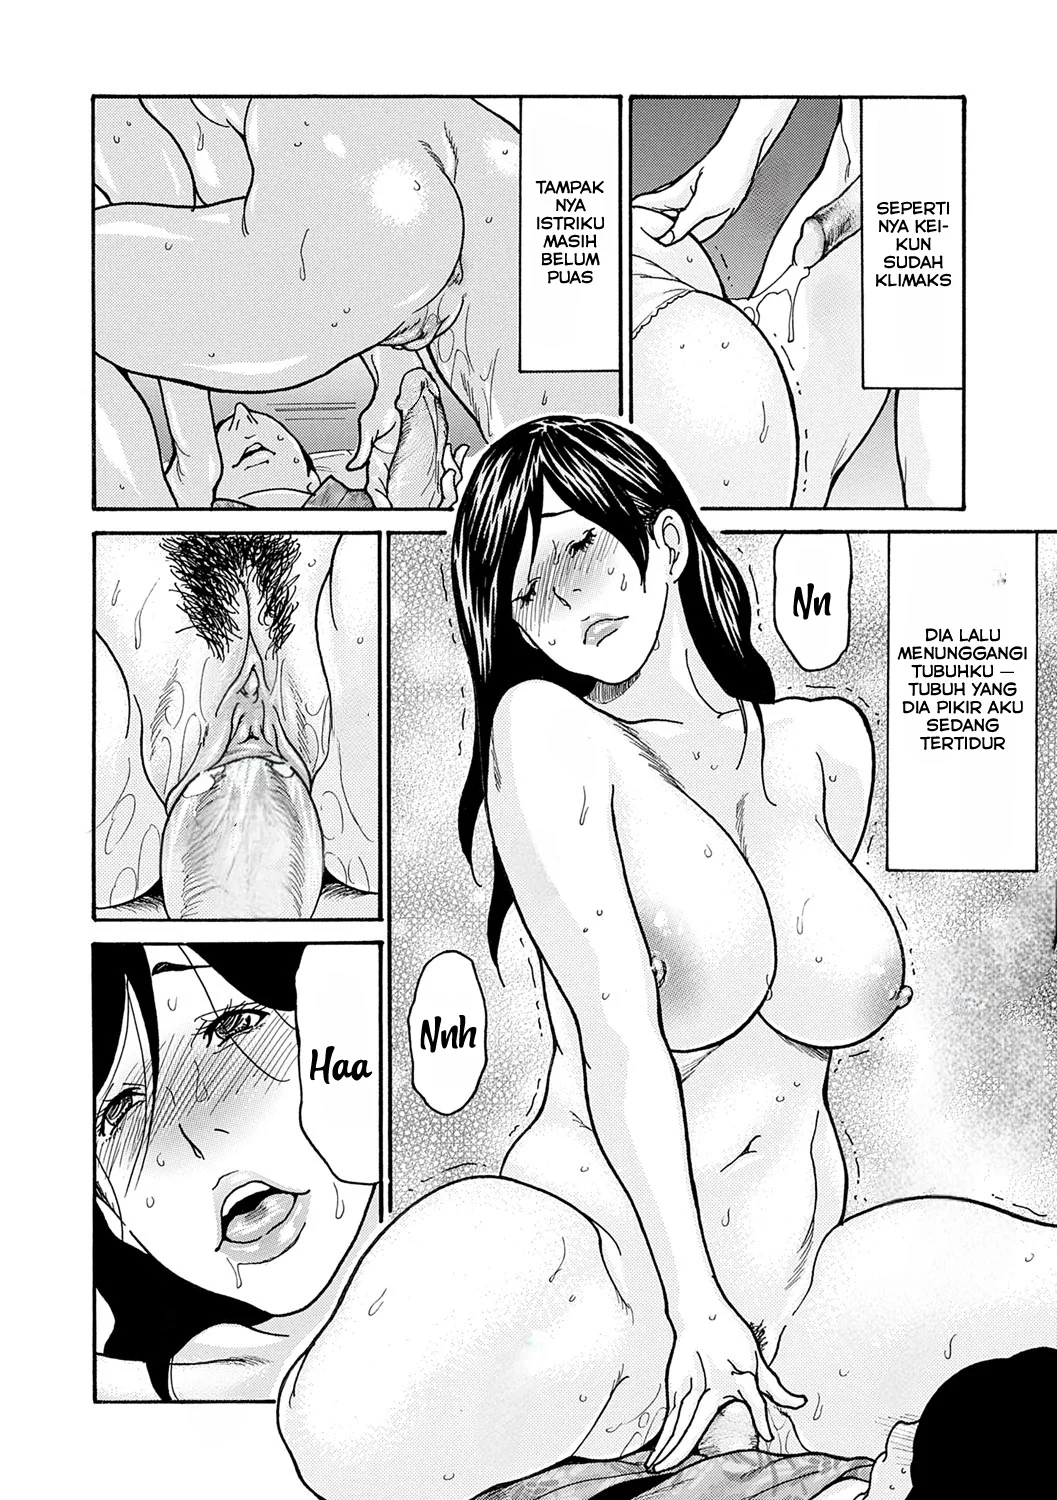 SEPERTI
NYA KEI-
KUN
SUDAH
KLIMAKS
TAMPAK
NYA
ISTRIKU
MASIH
BELUM
PUAS
Nn
DIA LALU
MENUNGGANGI
TUBUHKU —
TUBUH YANG
DIA PIKIR AKU
SEDANG
TERTIDUR
Nnh
Haa